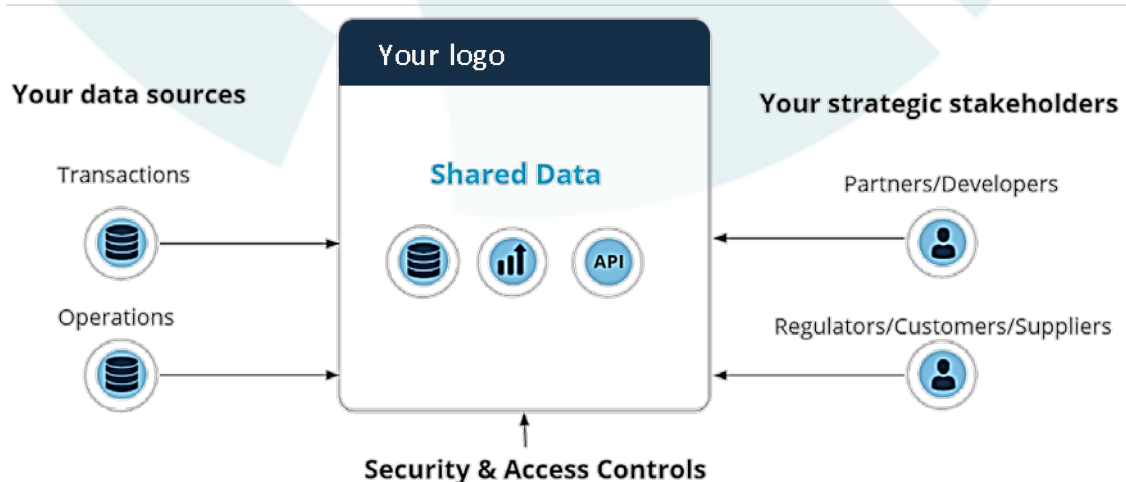 Your logo
Your data sources
Your strategic stakeholders
Transactions
Shared Data
Partners/Developers
API
Operations
Regulators/Customers/Suppliers
Security & Access Controls